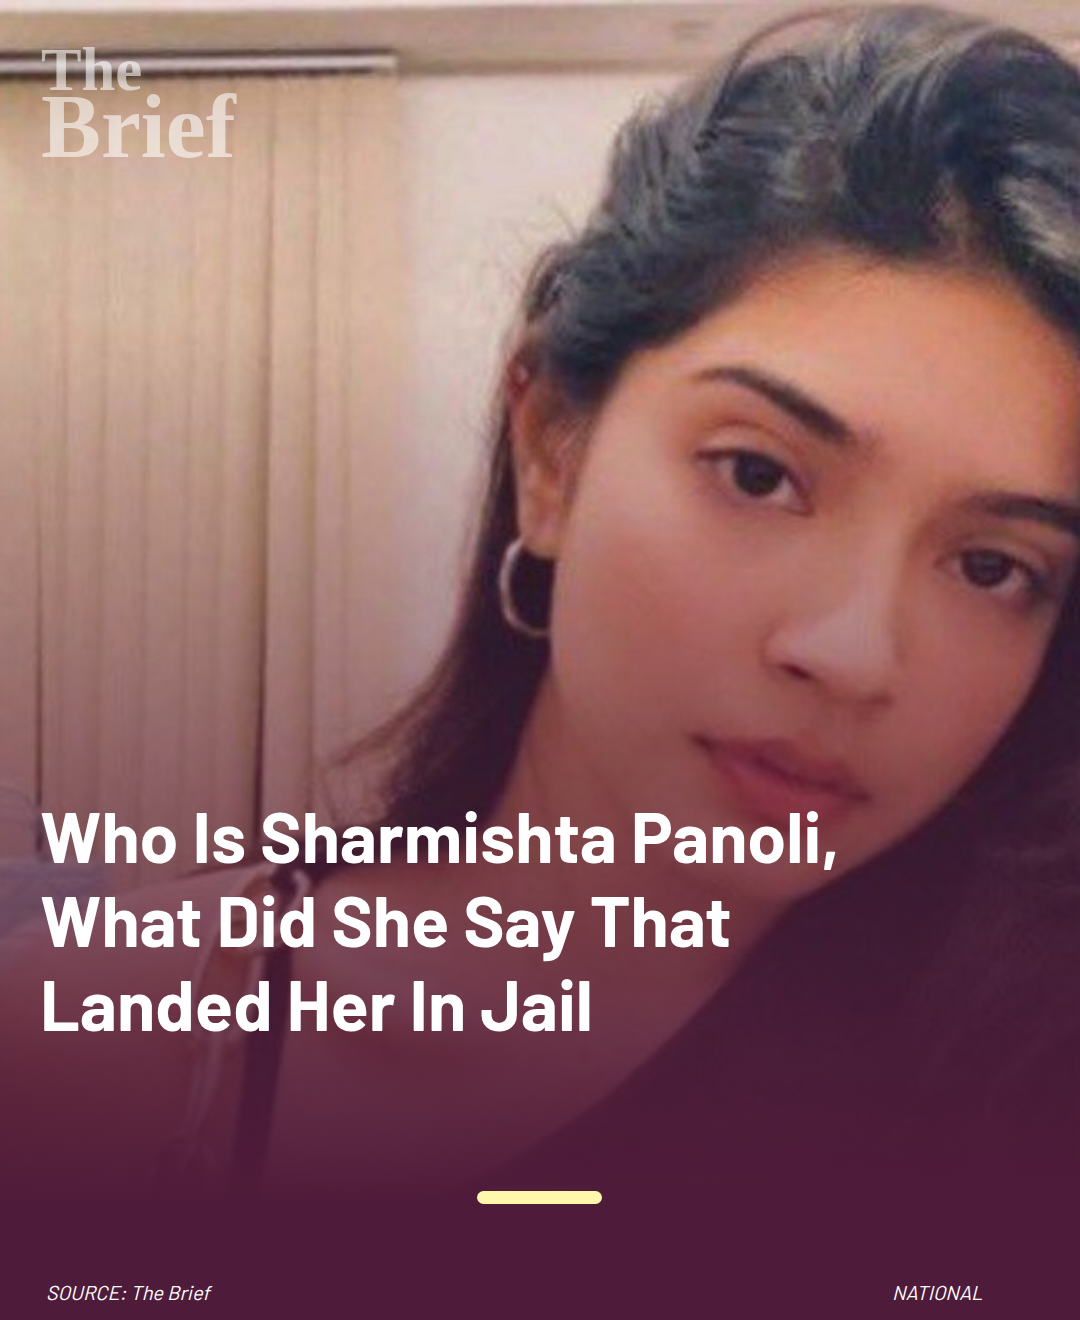 The
Brief
Who Is Sharmishta Panoli,
What Did She Say That
Landed Her In Jail
SOURCE: The Brief
NATIONAL